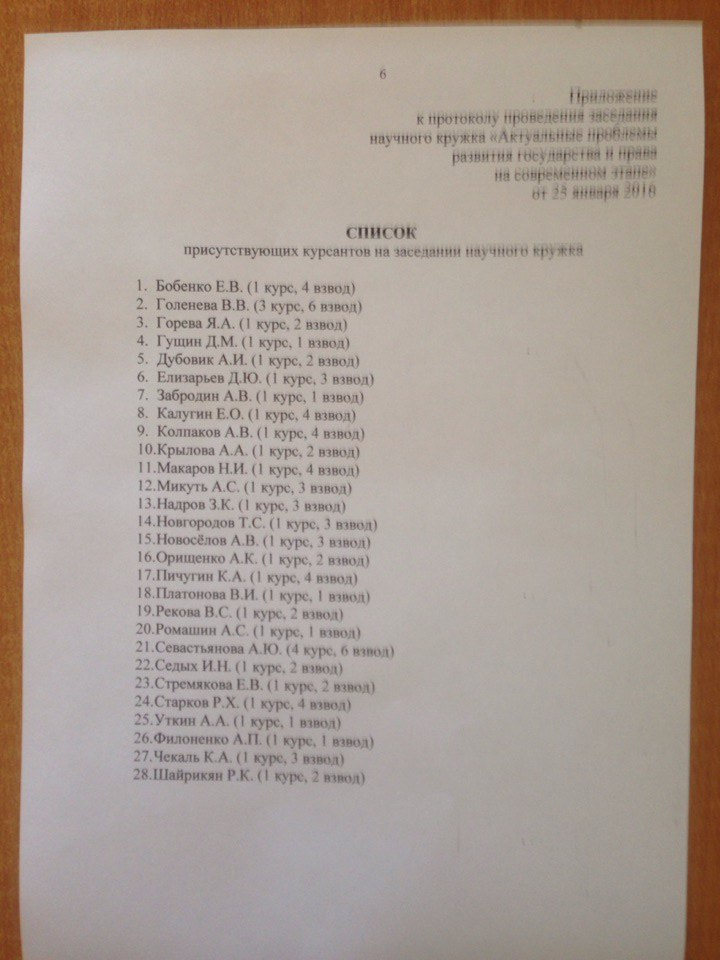 6
Приложение
к протоколу проведения заседания
научного кружка «Актуальные проблемы
развития государства и права
на современном этапе»
от 25 января 2016
СПИСОК
присутствующих курсантов на заседании научного кружка
1. Бобенко Е.В. (1 курс, 4 взвод)
2. Голенева В.В. (3 курс, 6 взвод)
3. Горева Я.А. (1 курс, 2 взвод)
4. Гущин Д.М. (1 курс, 1 взвод)
5. Дубовик А.И. (1 курс, 2 взвод)
6. Елизарьев Д.Ю. (1 курс, 3 взвод)
7. Забродин А.В. (1 курс, 1 взвод)
8. Калугин Е.О. (1 курс, 4 взвод)
9. Колпаков А.В. (1 курс, 4 взвод)
10.Крылова А.А. (1 курс, 2 взвод)
11.Макаров Н.И. (1 курс, 4 взвод)
12.Микуть А.С. (1 курс, 3 взвод)
13.Надров З.К. (1 курс, 3 взвод)
14.Новгородов Т.С. (1 курс, 3 взвод)
15.Новосёлов А.В. (1 курс, 3 взвод)
16.Орищенко А.К. (1 курс, 2 взвод)
17.Пичугин К.А. (1 курс, 4 взвод)
18.Платонова В.И. (1 курс, 1 взвод)
19.Рекова В.С. (1 курс, 2 взвод)
20.Ромашин А.С. (1 курс, 1 взвод)
21.Севастьянова А.Ю. (4 курс, 6 взвод)
22.Седых И.Н. (1 курс, 2 взвод)
23.Стремякова Е.В. (1 курс, 2 взвод)
24.Старков Р.Х. (1 курс, 4 взвод)
25.Уткин А.А. (1 курс, 1 взвод)
26.Филоненко А.П. (1 курс, 1 взвод)
27.Чекаль К.А. (1 курс, 3 взвод)
28.Шайрикян Р.К. (1 курс, 2 взвод)